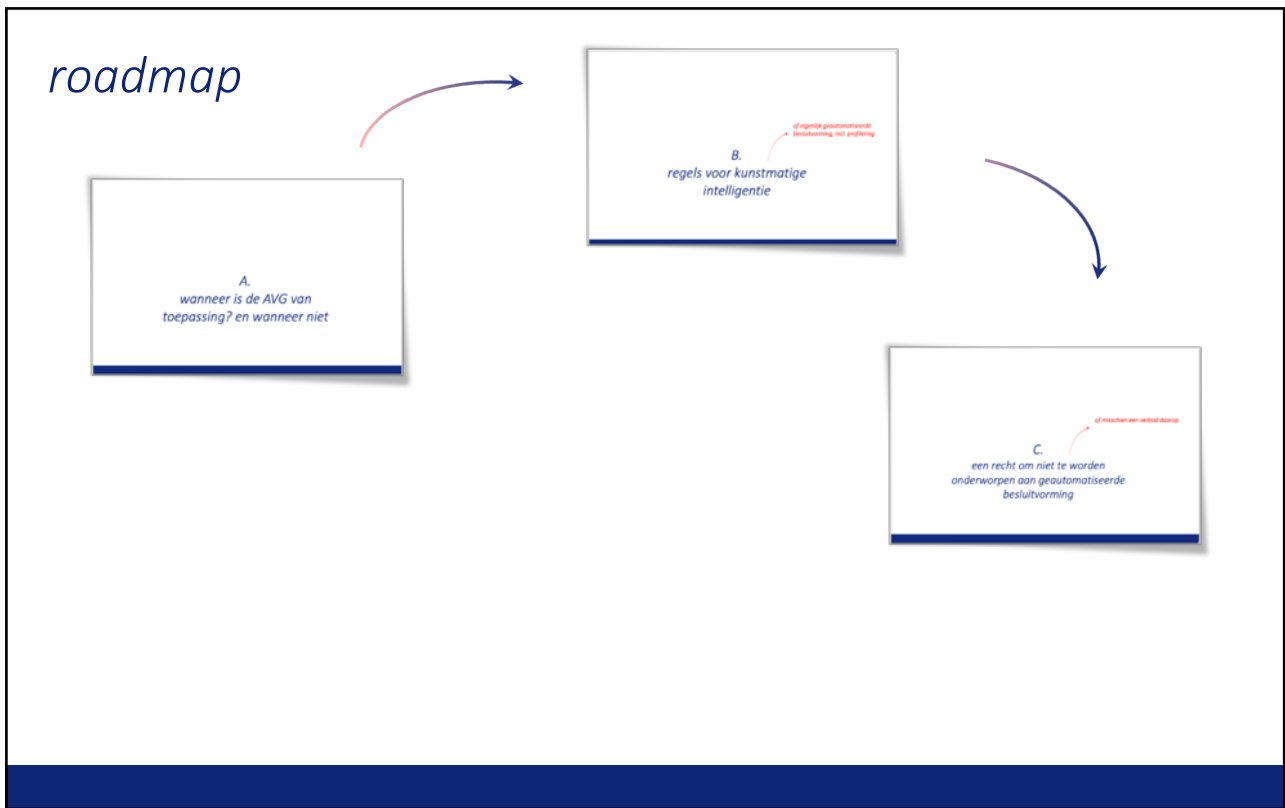 roadmap
A.
wanneer is de AVG van
toepassing? en wanneer niet
of eigenlijk geautomatiseerde
besluitvorming, incl. profilering
B.
regels voor kunstmatige
intelligentie
of misschien een verbod daarop
C.
een recht om niet te worden
onderworpen aan geautomatiseerde
besluitvorming